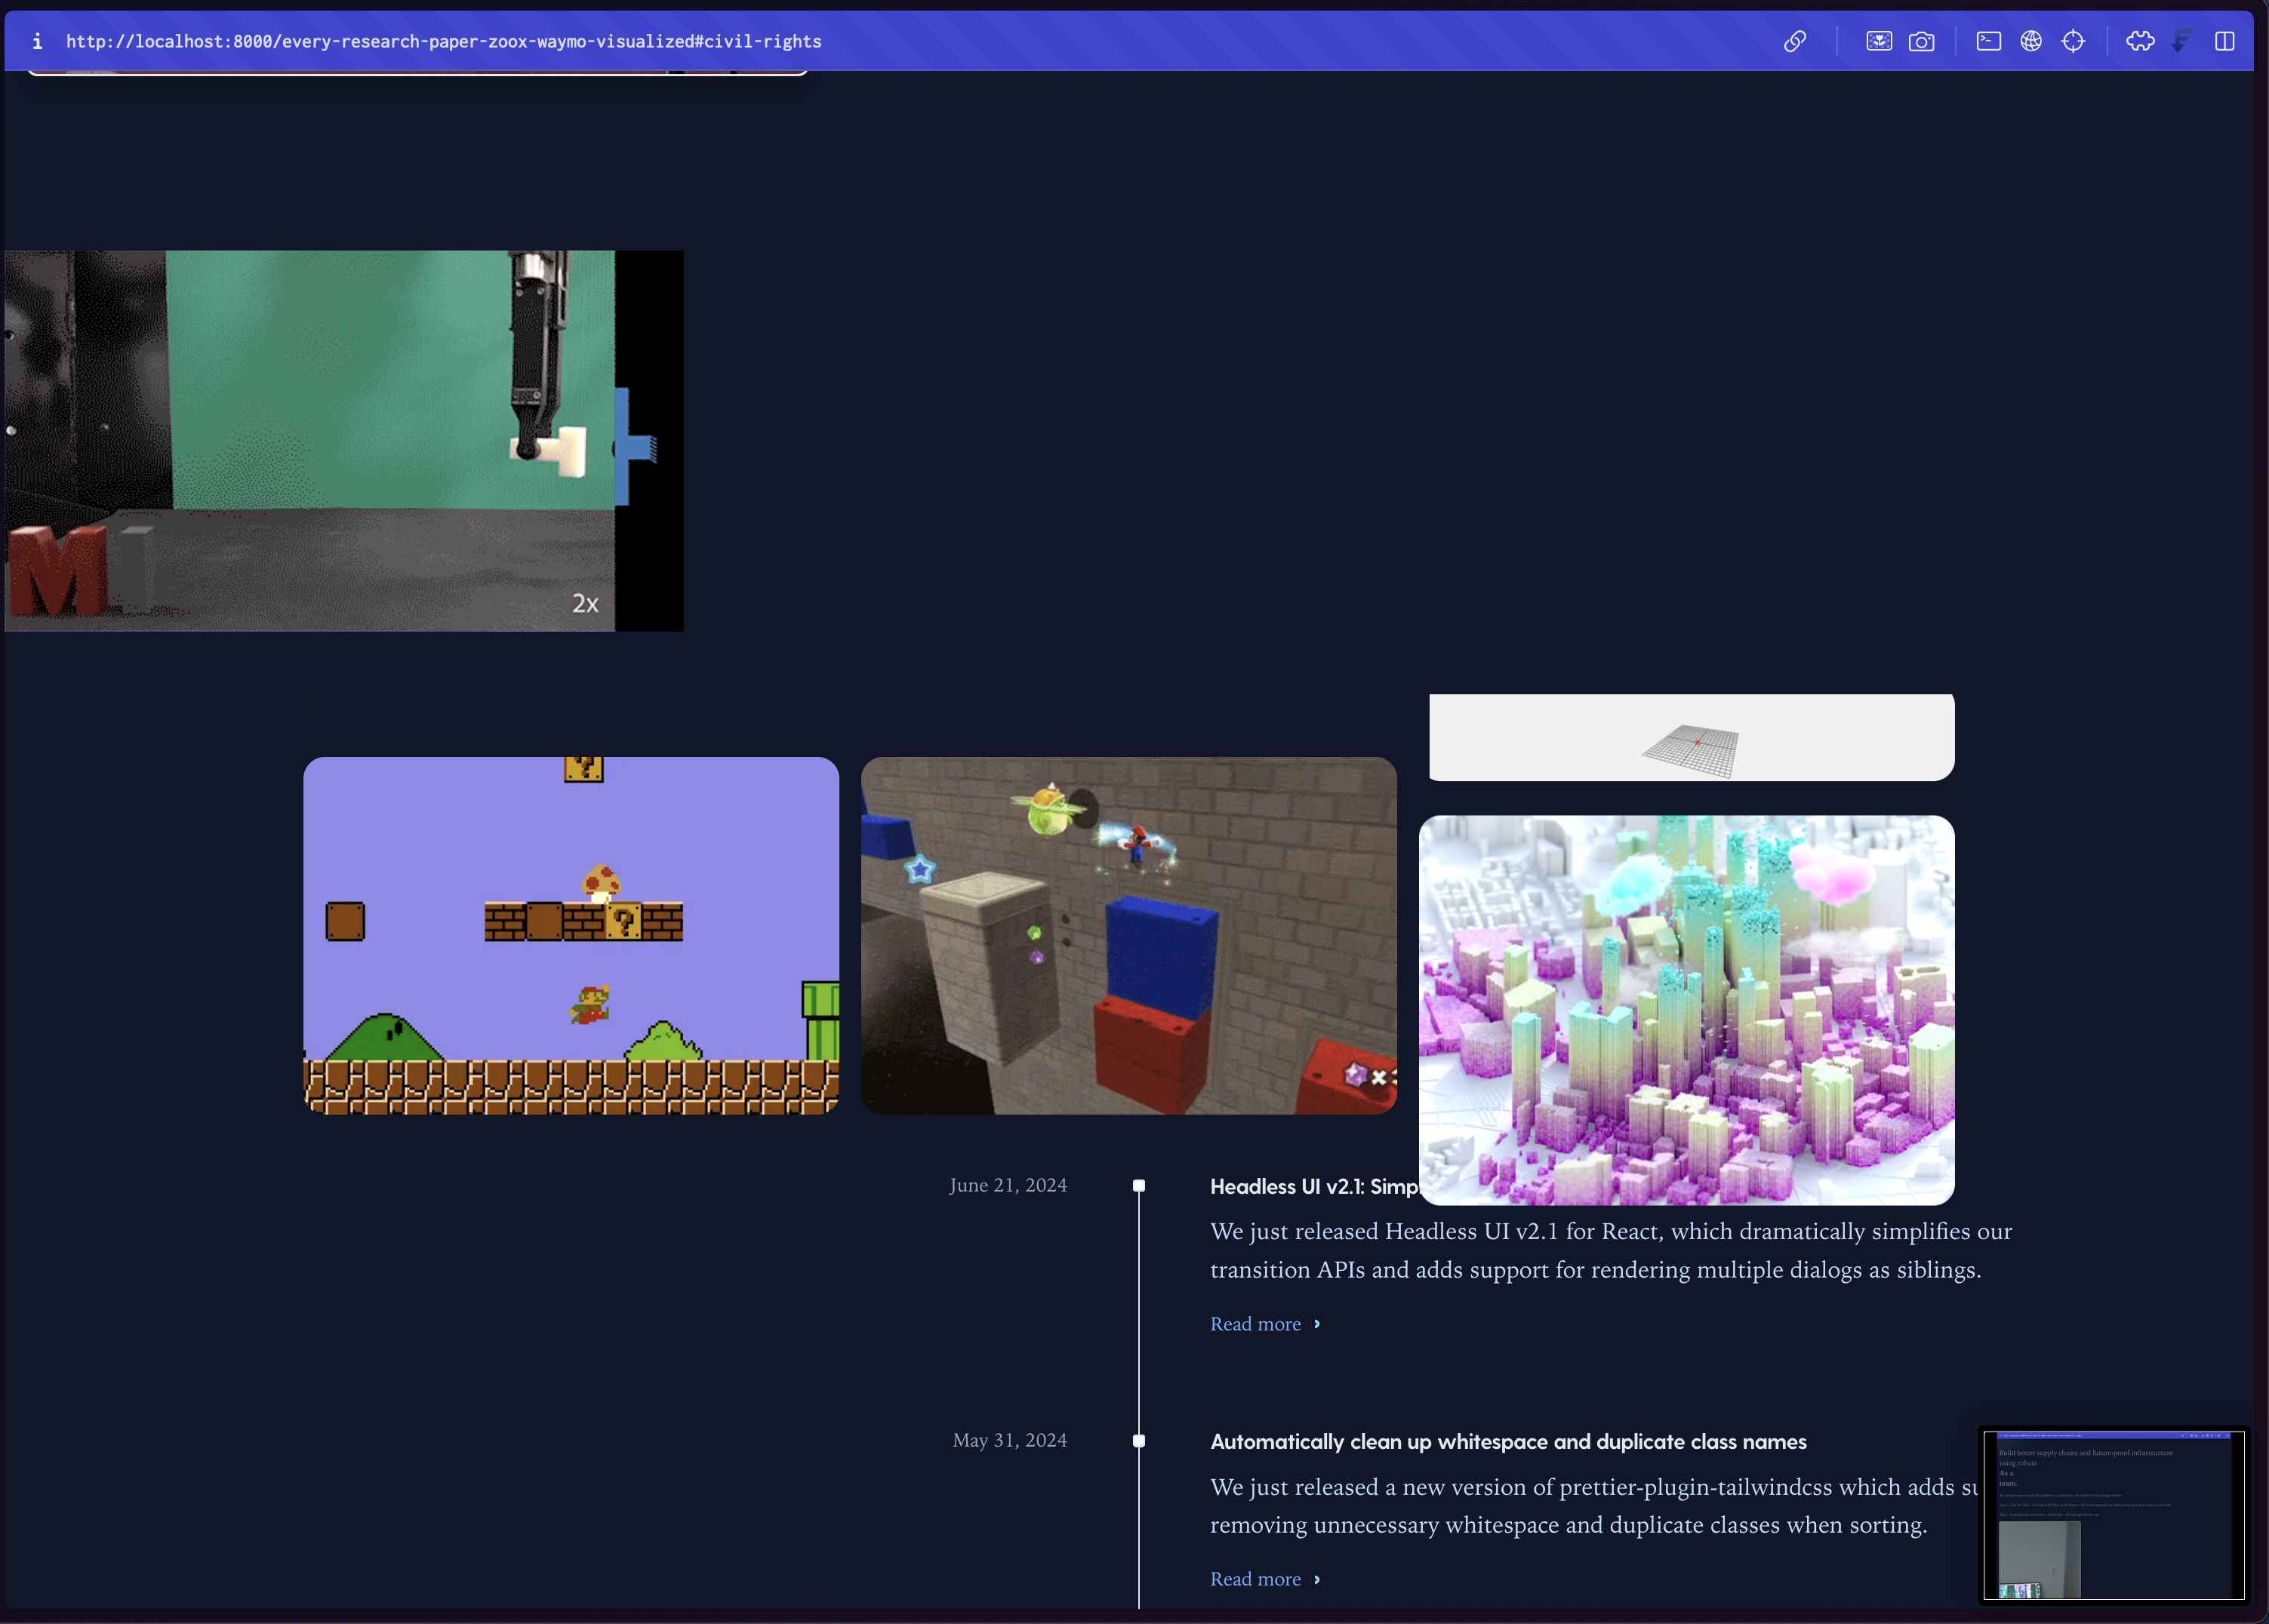 i http://localhost:8000/every-research-paper-zoox-waymo-visualized#civil-rights
MI
2x
?
?
June 21, 2024
Headless UI v2.1: Simp
We just released Headless UI v2.1 for React, which dramatically simplifies our
transition APIs and adds support for rendering multiple dialogs as siblings.
Read more ›
May 31, 2024
Automatically clean up whitespace and duplicate class names
We just released a new version of prettier-plugin-tailwindcss which adds su
removing unnecessary whitespace and duplicate classes when sorting.
Read more ›
Build better supply chains and future-proof infrastructure
using robots
As a
team.